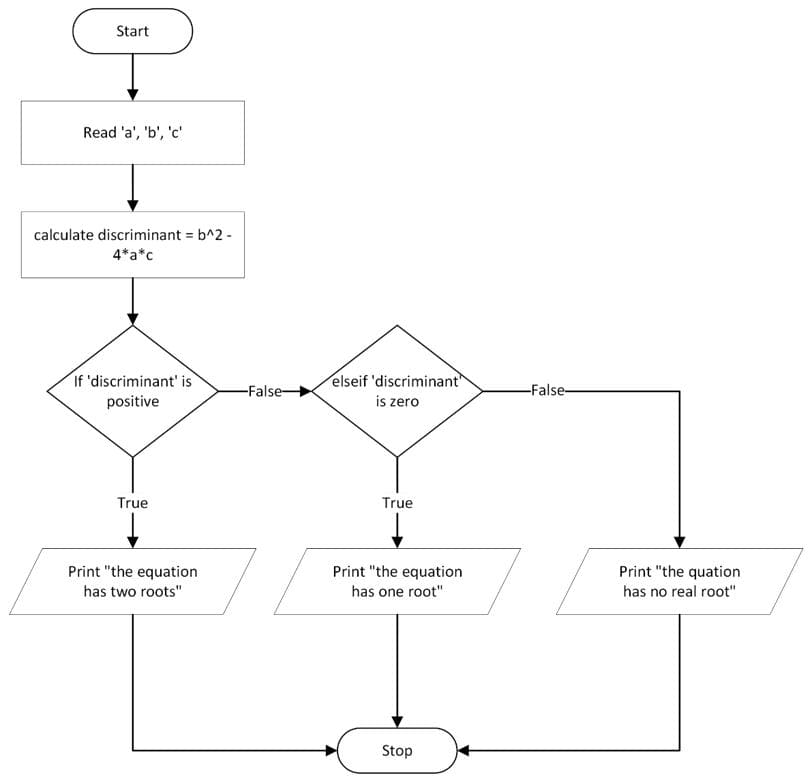 Start
Read 'a', 'b', 'c'
calculate discriminant = b^2 -
4*a*c
If 'discriminant' is
positive
False
elseif 'discriminant'
is zero
False
True
True
Print "the equation
has two roots"
Print "the equation
has one root"
Print "the quation
has no real root"
Stop